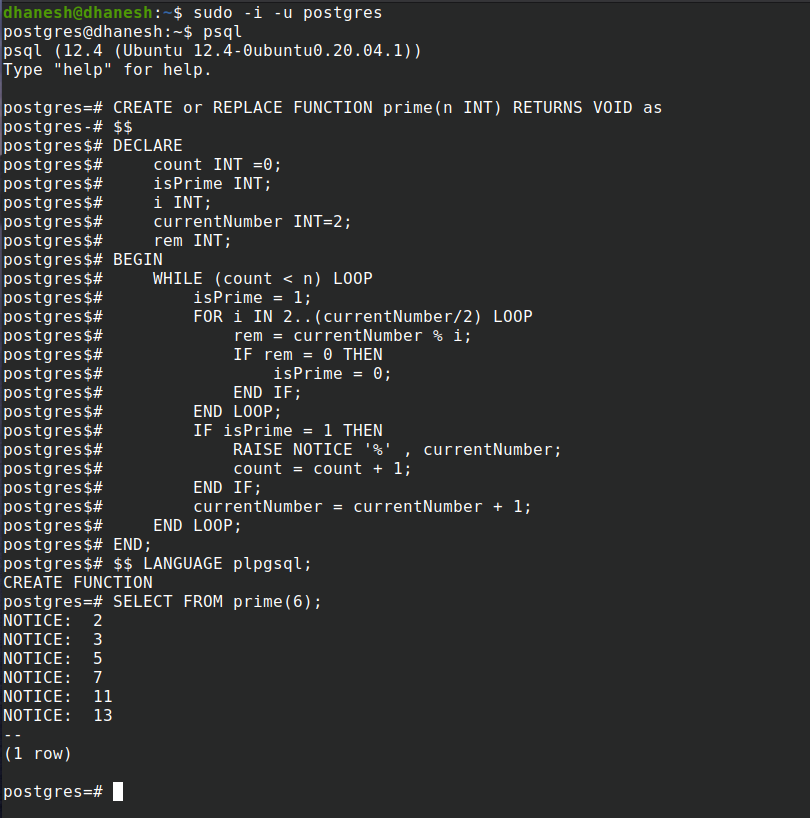 dhanesh@dhanesh:~$ sudo -i -u postgres
postgres@dhanesh:~$ psql
psql (12.4 (Ubuntu 12.4-0ubuntu0.20.04.1))
Type "help" for help.

postgres=# CREATE or REPLACE FUNCTION prime(n INT) RETURNS VOID as
postgres-# $$
postgres$# DECLARE
postgres$#     count INT =0;
postgres$#     isPrime INT;
postgres$#     i INT;
postgres$#     currentNumber INT=2;
postgres$#     rem INT;
postgres$# BEGIN
postgres$#     WHILE (count < n) LOOP
postgres$#         isPrime = 1;
postgres$#         FOR i IN 2..(currentNumber/2) LOOP
postgres$#             rem = currentNumber % i;
postgres$#             IF rem = 0 THEN
postgres$#                 isPrime = 0;
postgres$#             END IF;
postgres$#         END LOOP;
postgres$#         IF isPrime = 1 THEN
postgres$#             RAISE NOTICE '%' , currentNumber;
postgres$#             count = count + 1;
postgres$#         END IF;
postgres$#         currentNumber = currentNumber + 1;
postgres$#     END LOOP;
postgres$# END;
postgres$# $$ LANGUAGE plpgsql;
CREATE FUNCTION
postgres=# SELECT FROM prime(6);
NOTICE:  2
NOTICE:  3
NOTICE:  5
NOTICE:  7
NOTICE:  11
NOTICE:  13
--
(1 row)

postgres=#